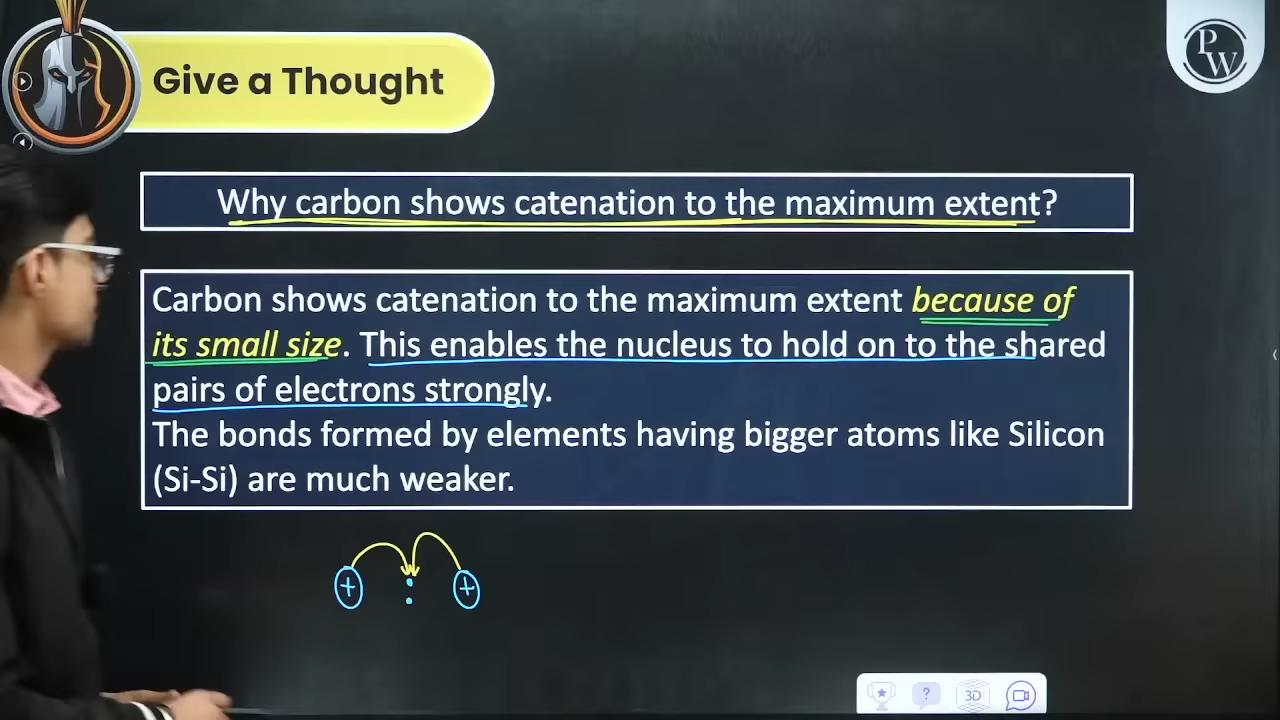 Give a Thought
PW
Why carbon shows catenation to the maximum extent?
Carbon shows catenation to the maximum extent because of
its small size. This enables the nucleus to hold on to the shared
pairs of electrons strongly.
The bonds formed by elements having bigger atoms like Silicon
(Si-Si) are much weaker.
+ : +
? 3D